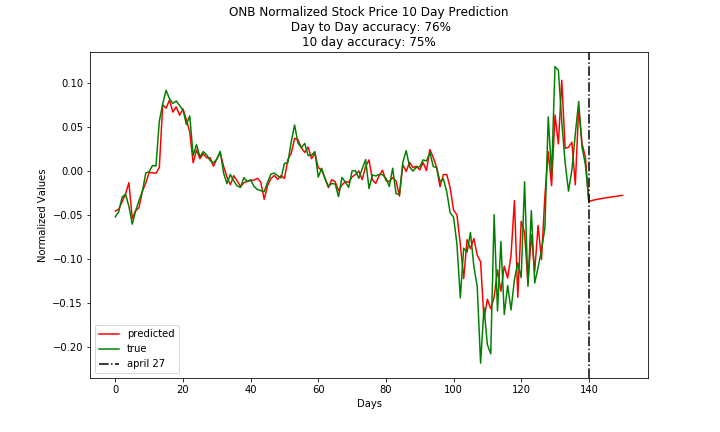 ONB Normalized Stock Price 10 Day Prediction
Day to Day accuracy: 76%
10 day accuracy: 75%
0.10
0.05
0.00
−0.05
−0.10
−0.15
−0.20
Normalized Values
predicted
true
april 27
0 20 40 60 80 100 120 140
Days